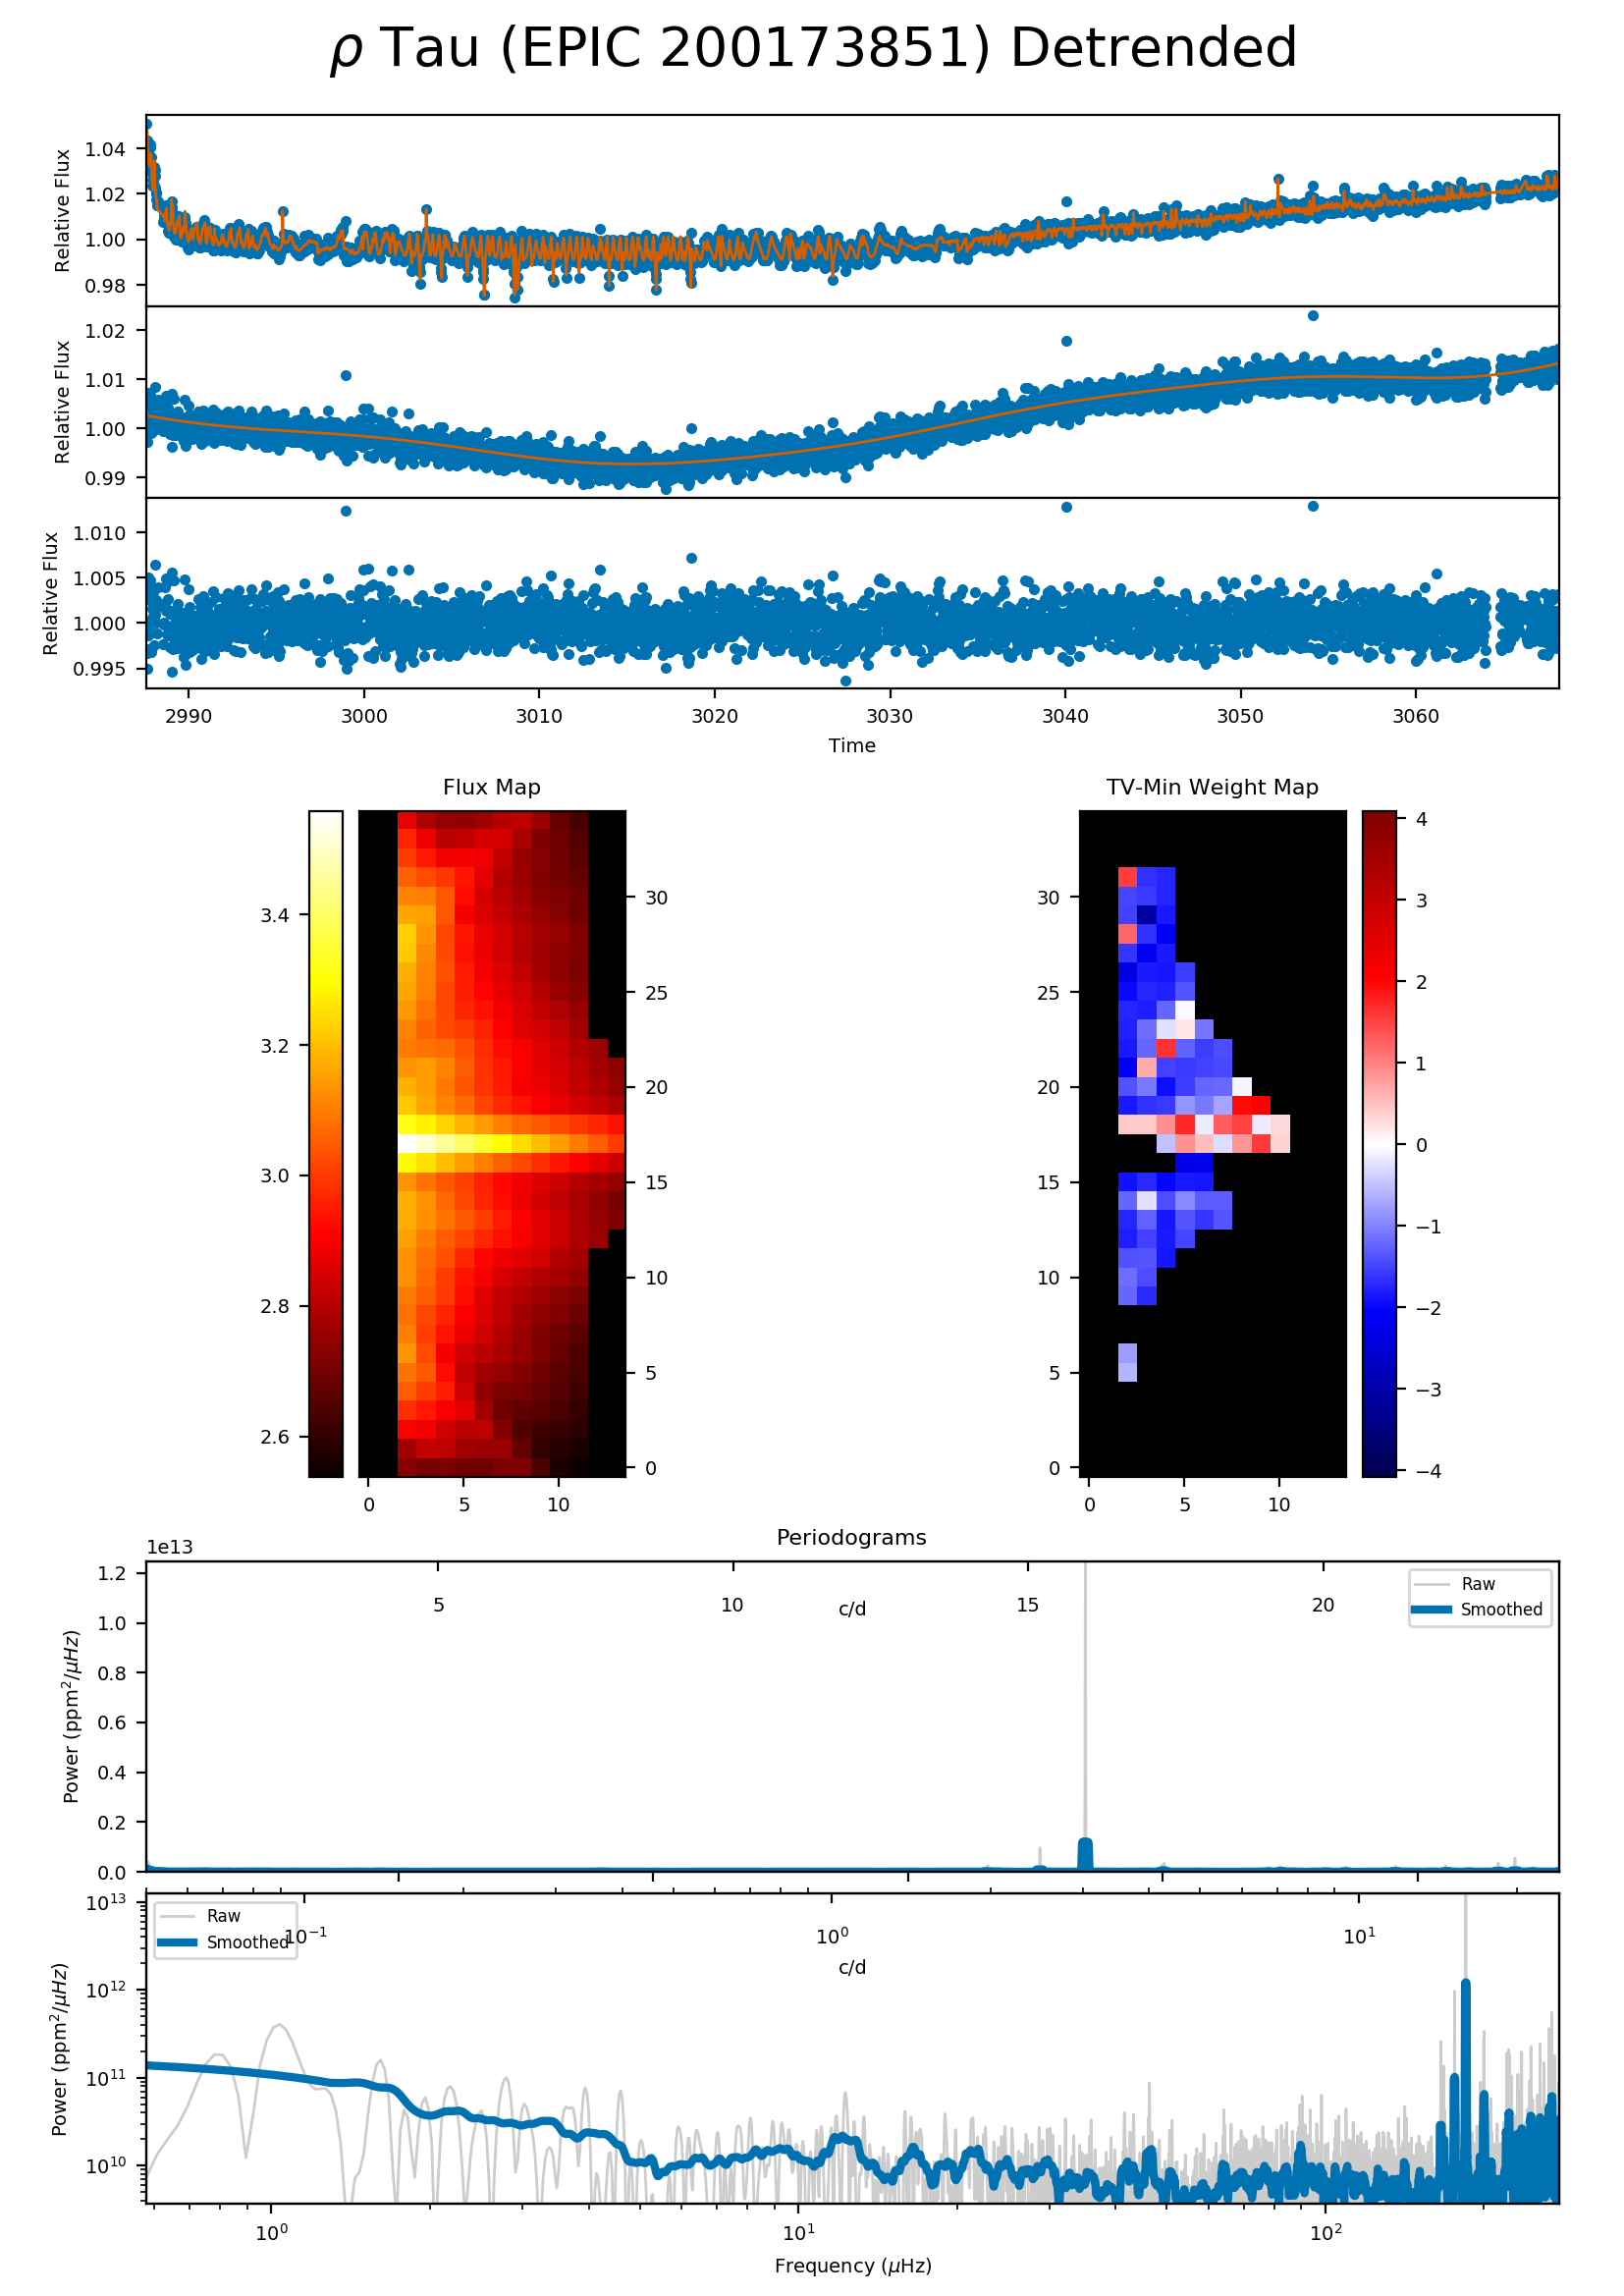 ρ Tau (EPIC 200173851) Detrended
Relative Flux
1.04
1.02
1.00
0.98
Relative Flux
1.02
1.01
1.00
0.99
Relative Flux
1.010
1.005
1.000
0.995
2990 3000 3010 3020 3030 3040 3050 3060
Time
Flux Map
3.4
3.2
3.0
2.8
2.6
30
25
20
15
10
5
0
0 5 10
TV-Min Weight Map
30
25
20
15
10
5
0
0 5 10
4
3
2
1
0
−1
−2
−3
−4
Periodograms
1e13
Power (ppm²/μHz)
1.2
1.0
0.8
0.6
0.4
0.2
0.0
5 10 15 20
c/d
Raw
Smoothed
Power (ppm²/μHz)
10¹³
10¹²
10¹¹
10¹⁰
Raw
Smoothed
10⁻¹ 10⁰ 10¹
c/d
10⁰ 10¹ 10²
Frequency (μHz)